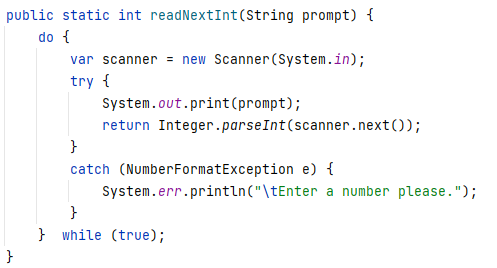 public static int readNextInt(String prompt) {
    do {
        var scanner = new Scanner(System.in);
        try {
            System.out.print(prompt);
            return Integer.parseInt(scanner.next());
        }
        catch (NumberFormatException e) {
            System.err.println("\tEnter a number please.");
        }
    }  while (true);
}